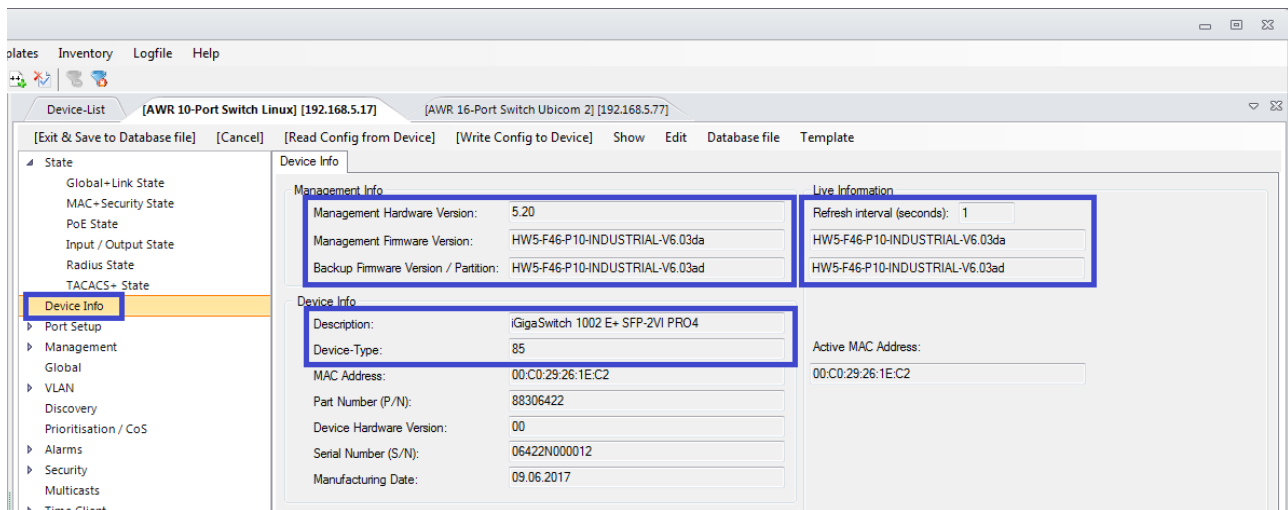 plates Inventory Logfile Help
Device-List [AWR 10-Port Switch Linux] [192.168.5.17] [AWR 16-Port Switch Ubicom 2] [192.168.5.77]
[Exit & Save to Database file] [Cancel] [Read Config from Device] [Write Config to Device] Show Edit Database file Template
State
Global+Link State
MAC+Security State
PoE State
Input / Output State
Radius State
TACACS+ State
Device Info
Port Setup
Management
Global
VLAN
Discovery
Prioritisation / CoS
Alarms
Security
Multicasts
Time Client
Device Info
Management Info
Management Hardware Version: 5.20
Management Firmware Version: HW5-F46-P10-INDUSTRIAL-V6.03da
Backup Firmware Version / Partition: HW5-F46-P10-INDUSTRIAL-V6.03ad
Device Info
Description: iGigaSwitch 1002 E+ SFP-2VI PRO4
Device-Type: 85
MAC Address: 00:C0:29:26:1E:C2
Part Number (P/N): 88306422
Device Hardware Version: 00
Serial Number (S/N): 06422N000012
Manufacturing Date: 09.06.2017
Live Information
Refresh interval (seconds): 1
HW5-F46-P10-INDUSTRIAL-V6.03da
HW5-F46-P10-INDUSTRIAL-V6.03ad
Active MAC Address:
00:C0:29:26:1E:C2